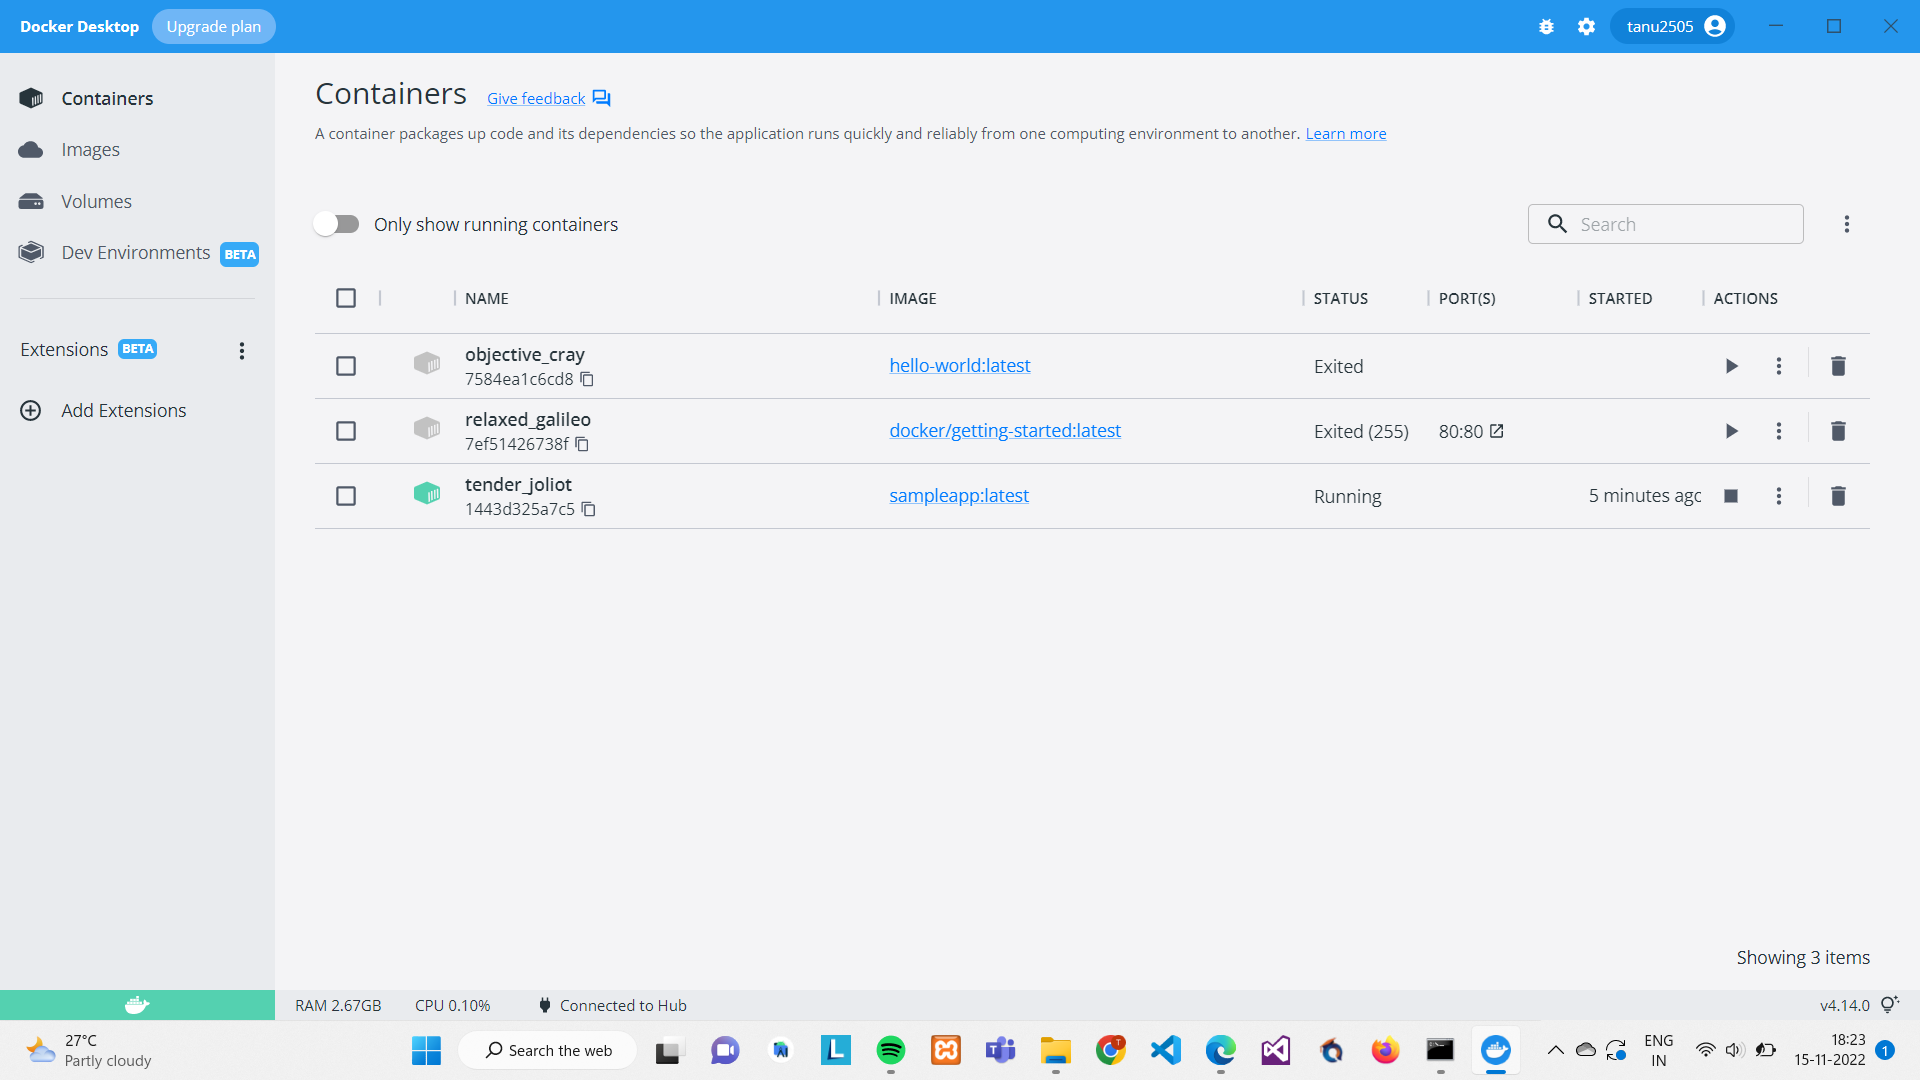 Docker Desktop Upgrade plan tanu2505
Containers
Images
Volumes
Dev Environments BETA
Extensions BETA
Add Extensions
Containers Give feedback
A container packages up code and its dependencies so the application runs quickly and reliably from one computing environment to another. Learn more
Only show running containers
Search
NAME IMAGE STATUS PORT(S) STARTED ACTIONS
objective_cray
7584ea1c6cd8
hello-world:latest Exited
relaxed_galileo
7ef51426738f
docker/getting-started:latest Exited (255) 80:80
tender_joliot
1443d325a7c5
sampleapp:latest Running 5 minutes agc
Showing 3 items
RAM 2.67GB CPU 0.10% Connected to Hub v4.14.0
27°C
Partly cloudy
Search the web
ENG
IN
18:23
15-11-2022
1